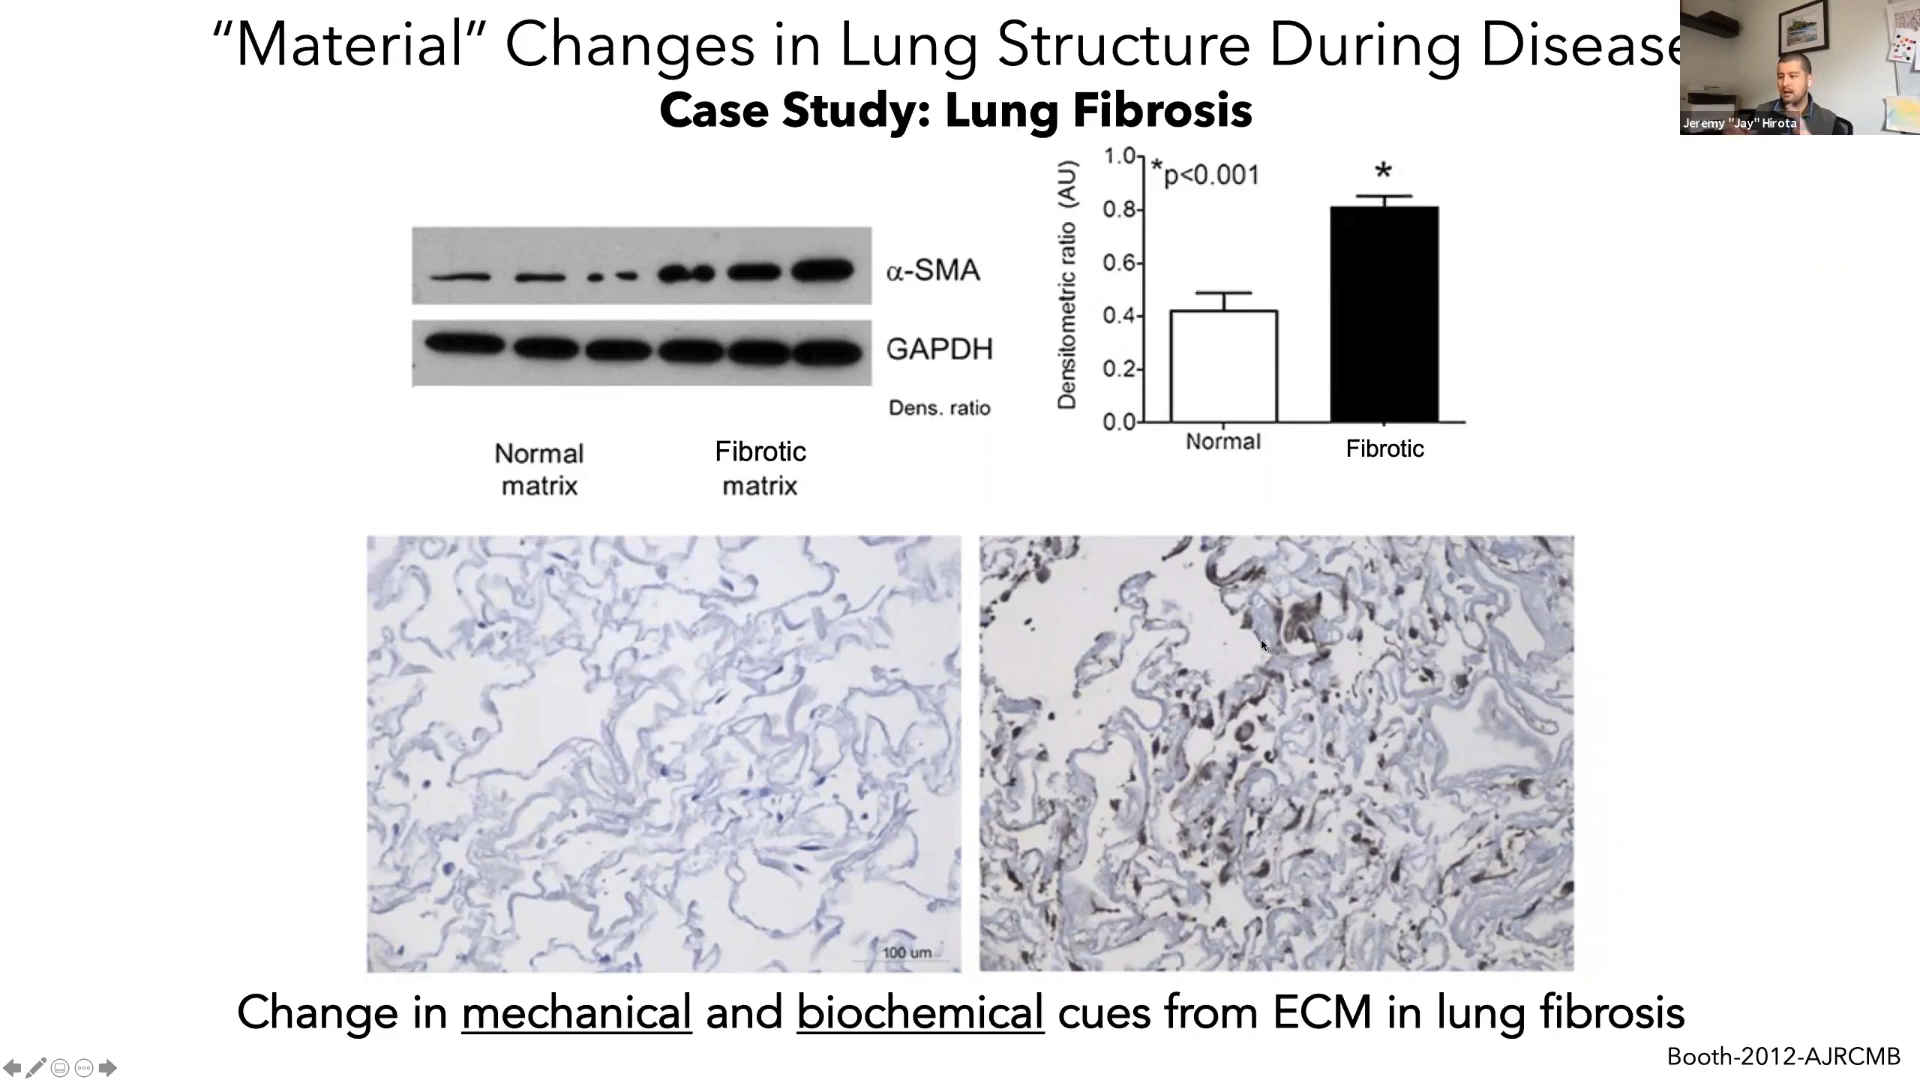 “Material” Changes in Lung Structure During Disease
Case Study: Lung Fibrosis
Jeremy "Jay" Hirota
α-SMA
GAPDH
Dens. ratio
Normal
matrix
Fibrotic
matrix
Densitometric ratio (AU)
1.0
0.8
0.6
0.4
0.2
0.0
*p<0.001
*
Normal
Fibrotic
100 um
Change in mechanical and biochemical cues from ECM in lung fibrosis
Booth-2012-AJRCMB